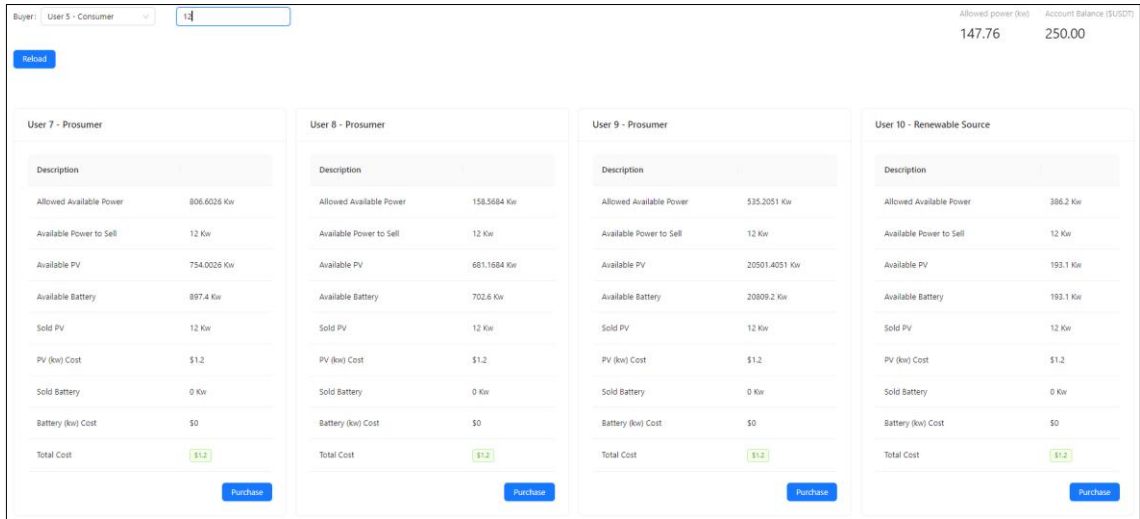 Buyer: User 5 - Consumer 12 Allowed power (kw) Account Balance ($USDT)
147.76 250.00
Reload
User 7 - Prosumer
Description
Allowed Available Power 806.6026 Kw
Available Power to Sell 12 Kw
Available PV 754.0026 Kw
Available Battery 897.4 Kw
Sold PV 12 Kw
PV (kw) Cost $1.2
Sold Battery 0 Kw
Battery (kw) Cost $0
Total Cost $1.2
Purchase
User 8 - Prosumer
Description
Allowed Available Power 158.5684 Kw
Available Power to Sell 12 Kw
Available PV 681.1684 Kw
Available Battery 702.6 Kw
Sold PV 12 Kw
PV (kw) Cost $1.2
Sold Battery 0 Kw
Battery (kw) Cost $0
Total Cost $1.2
Purchase
User 9 - Prosumer
Description
Allowed Available Power 535.2051 Kw
Available Power to Sell 12 Kw
Available PV 20501.4051 Kw
Available Battery 20809.2 Kw
Sold PV 12 Kw
PV (kw) Cost $1.2
Sold Battery 0 Kw
Battery (kw) Cost $0
Total Cost $1.2
Purchase
User 10 - Renewable Source
Description
Allowed Available Power 386.2 Kw
Available Power to Sell 12 Kw
Available PV 193.1 Kw
Available Battery 193.1 Kw
Sold PV 12 Kw
PV (kw) Cost $1.2
Sold Battery 0 Kw
Battery (kw) Cost $0
Total Cost $1.2
Purchase